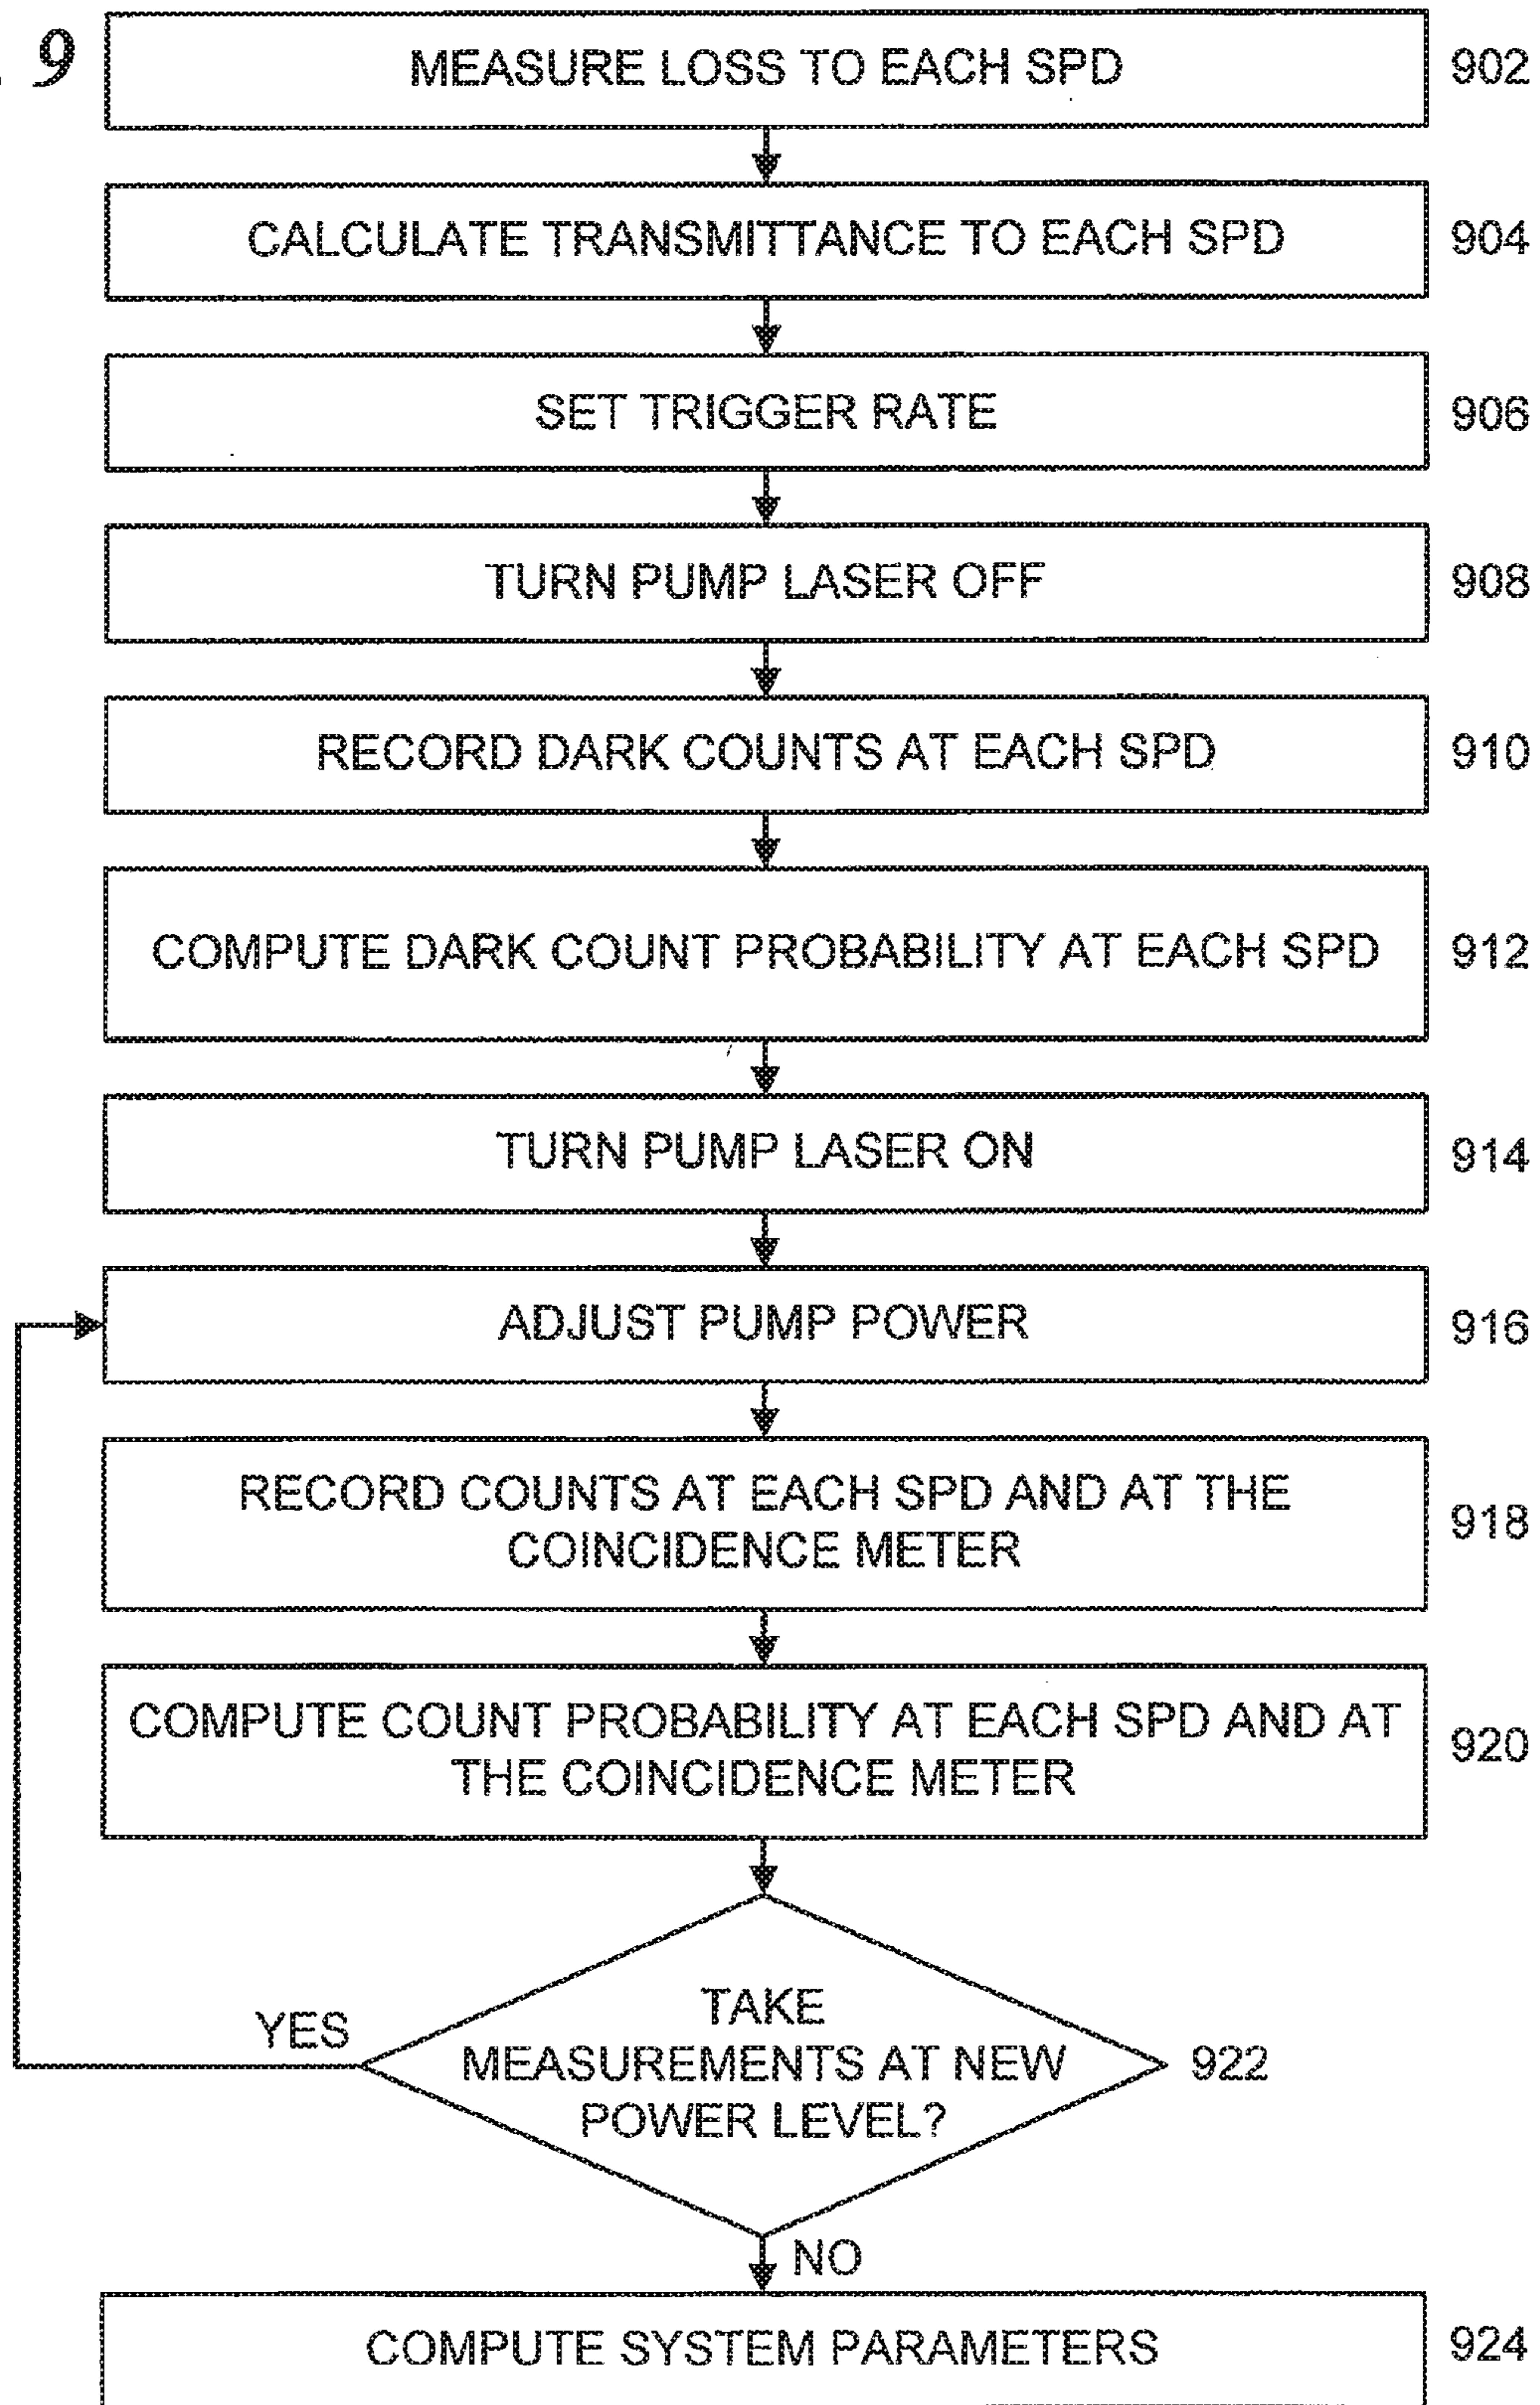 9
MEASURE LOSS TO EACH SPD 902
CALCULATE TRANSMITTANCE TO EACH SPD 904
SET TRIGGER RATE 906
TURN PUMP LASER OFF 908
RECORD DARK COUNTS AT EACH SPD 910
COMPUTE DARK COUNT PROBABILITY AT EACH SPD 912
TURN PUMP LASER ON 914
ADJUST PUMP POWER 916
RECORD COUNTS AT EACH SPD AND AT THE
COINCIDENCE METER 918
COMPUTE COUNT PROBABILITY AT EACH SPD AND AT
THE COINCIDENCE METER 920
YES
TAKE
MEASUREMENTS AT NEW
POWER LEVEL? 922
NO
COMPUTE SYSTEM PARAMETERS 924